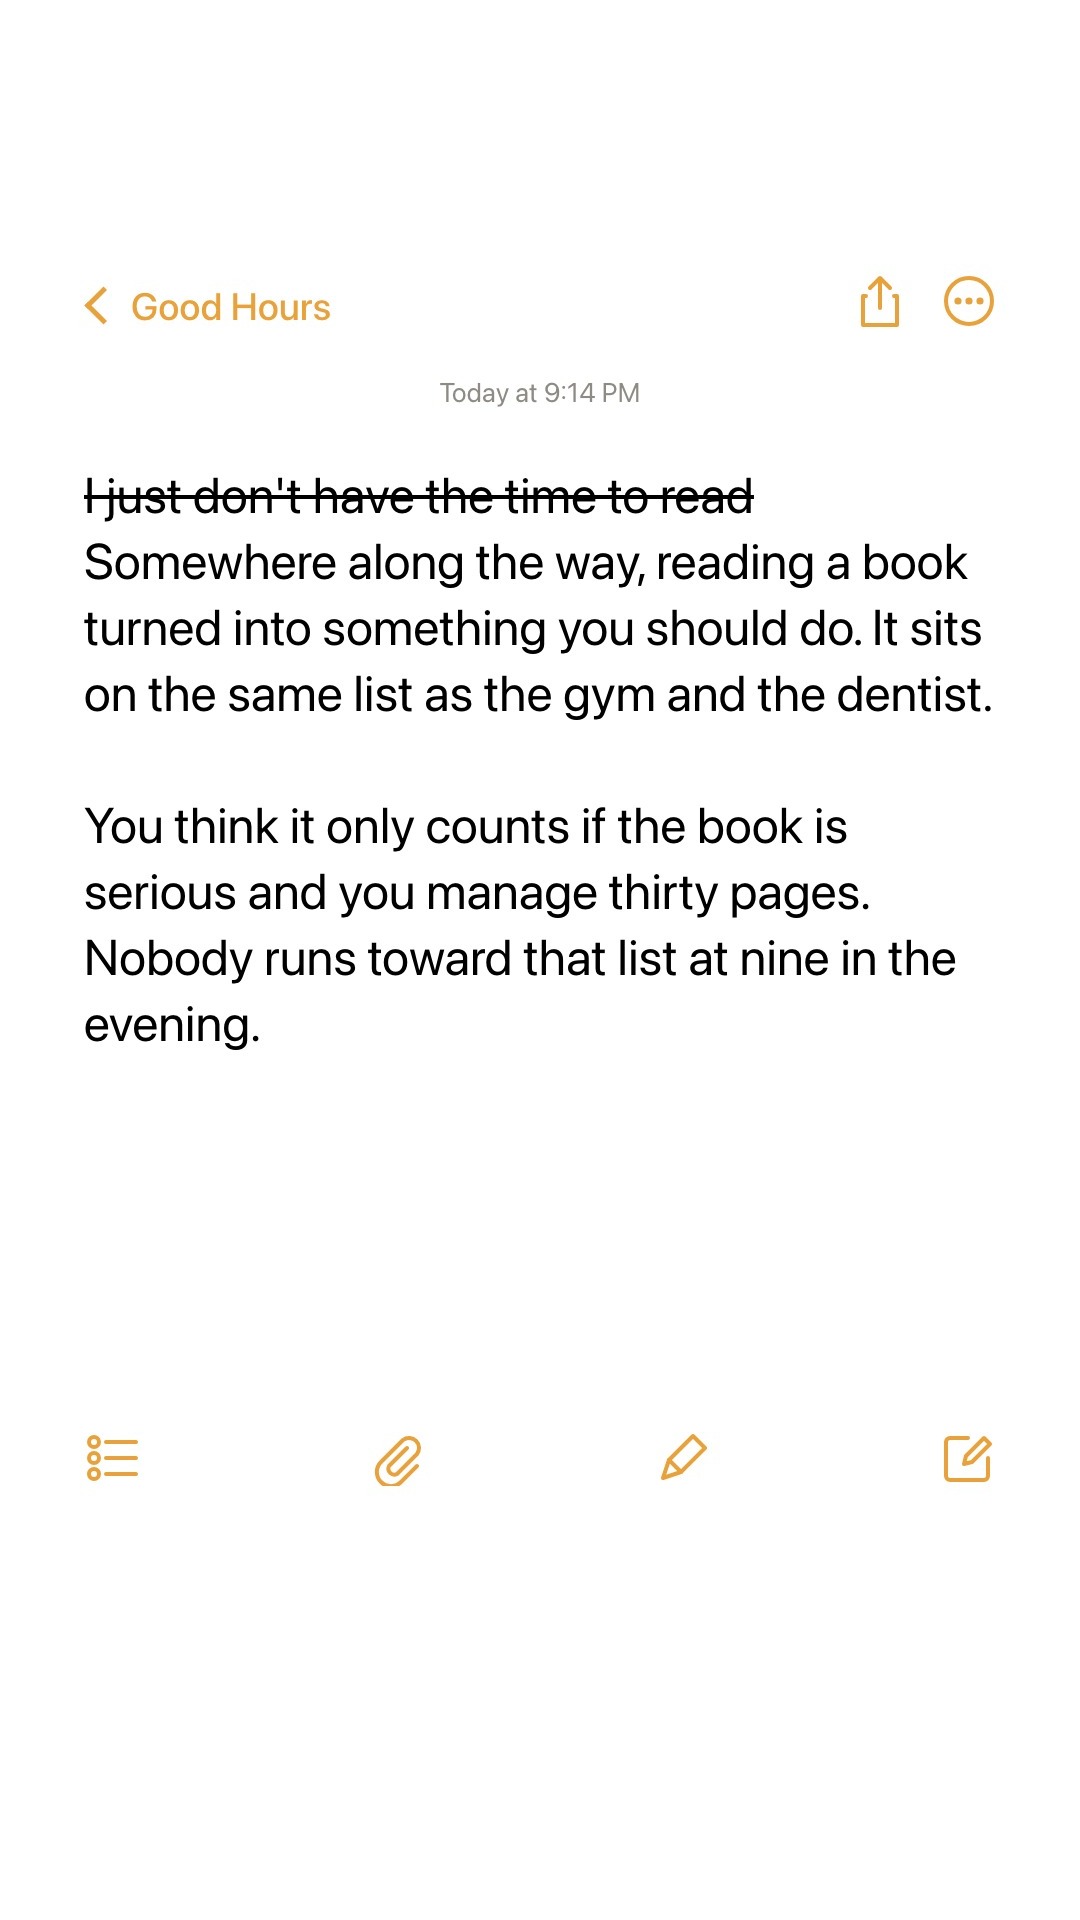 Good Hours
Today at 9:14 PM
I just don't have the time to read
Somewhere along the way, reading a book
turned into something you should do. It sits
on the same list as the gym and the dentist.
You think it only counts if the book is
serious and you manage thirty pages.
Nobody runs toward that list at nine in the
evening.